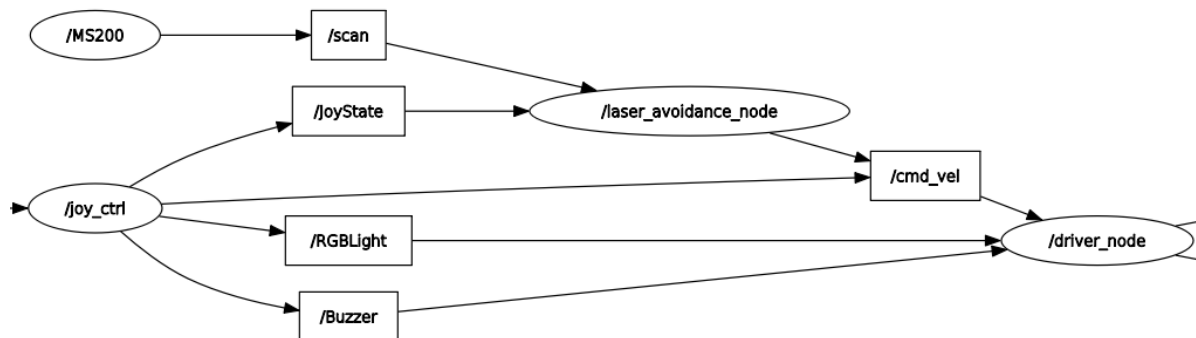 /MS200
/scan
/JoyState
/laser_avoidance_node
/cmd_vel
/joy_ctrl
/RGBLight
/driver_node
/Buzzer